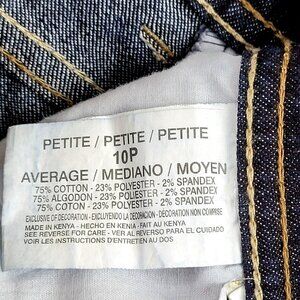 PETITE / PETITE / PETITE
10P
AVERAGE / MEDIANO / MOYEN
75% COTTON - 23% POLYESTER - 2% SPANDEX
75% ALGODON - 23% POLYESTER - 2% SPANDEX
75% COTON - 23% POLYESTER - 2% SPANDEX
EXCLUSIVE OF DECORATION - EXCLUYENDO LA DECORACION - DECORATION NON COMPRISE
MADE IN KENYA - HECHO EN KENIA - FAIT AU KENYA
SEE REVERSE FOR CARE - VER AL REVERSO PARA EL CUIDADO
VOIR LES INSTRUCTIONS D'ENTRETIEN AU DOS